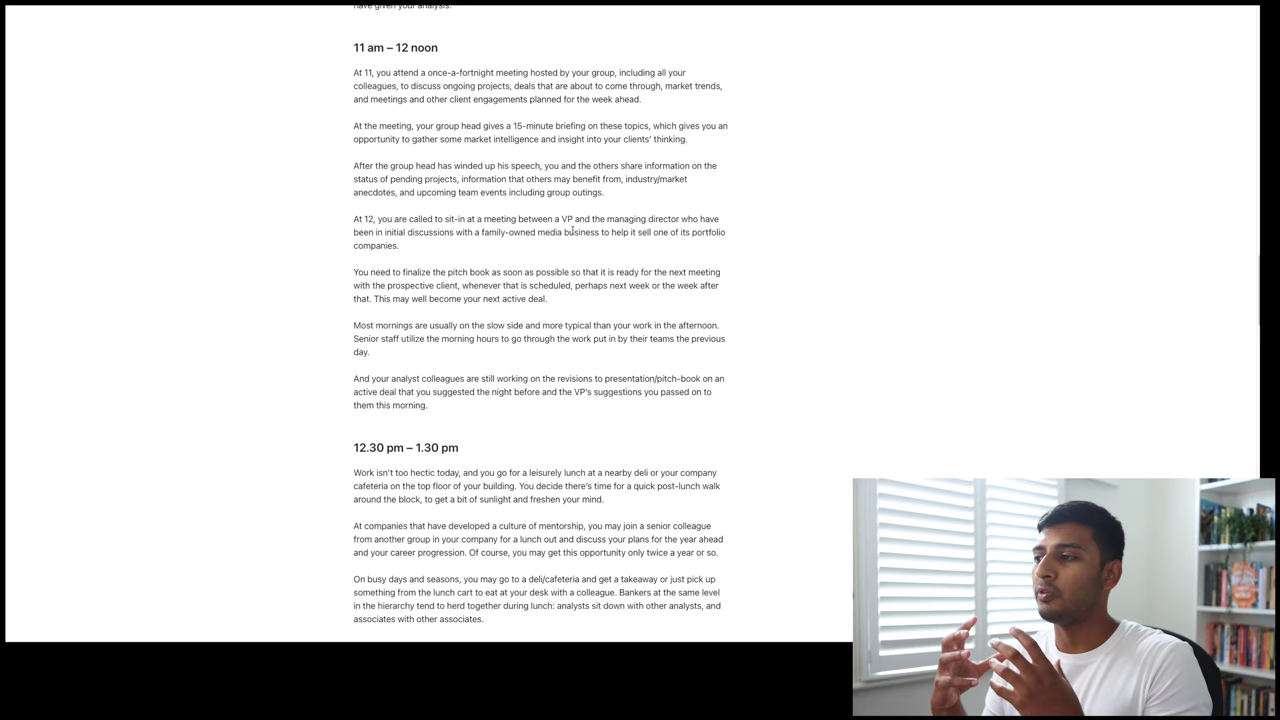 have given your analysis.
11 am – 12 noon
At 11, you attend a once-a-fortnight meeting hosted by your group, including all your
colleagues, to discuss ongoing projects, deals that are about to come through, market trends,
and meetings and other client engagements planned for the week ahead.
At the meeting, your group head gives a 15-minute briefing on these topics, which gives you an
opportunity to gather some market intelligence and insight into your clients' thinking.
After the group head has winded up his speech, you and the others share information on the
status of pending projects, information that others may benefit from, industry/market
anecdotes, and upcoming team events including group outings.
At 12, you are called to sit-in at a meeting between a VP and the managing director who have
been in initial discussions with a family-owned media business to help it sell one of its portfolio
companies.
You need to finalize the pitch book as soon as possible so that it is ready for the next meeting
with the prospective client, whenever that is scheduled, perhaps next week or the week after
that. This may well become your next active deal.
Most mornings are usually on the slow side and more typical than your work in the afternoon.
Senior staff utilize the morning hours to go through the work put in by their teams the previous
day.
And your analyst colleagues are still working on the revisions to presentation/pitch-book on an
active deal that you suggested the night before and the VP's suggestions you passed on to
them this morning.
12.30 pm – 1.30 pm
Work isn't too hectic today, and you go for a leisurely lunch at a nearby deli or your company
cafeteria on the top floor of your building. You decide there's time for a quick post-lunch walk
around the block, to get a bit of sunlight and freshen your mind.
At companies that have developed a culture of mentorship, you may join a senior colleague
from another group in your company for a lunch out and discuss your plans for the year ahead
and your career progression. Of course, you may get this opportunity only twice a year or so.
On busy days and seasons, you may go to a deli/cafeteria and get a takeaway or just pick up
something from the lunch cart to eat at your desk with a colleague. Bankers at the same level
in the hierarchy tend to herd together during lunch: analysts sit down with other analysts, and
associates with other associates.